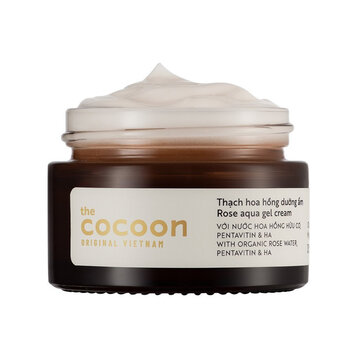 the
cocoon
ORIGINAL VIETNAM
Thạch hoa hồng dưỡng ẩm
Rose aqua gel cream
VỚI NƯỚC HOA HỒNG HỮU CƠ,
PENTAVITIN & HA
WITH ORGANIC ROSE WATER,
PENTAVITIN & HA